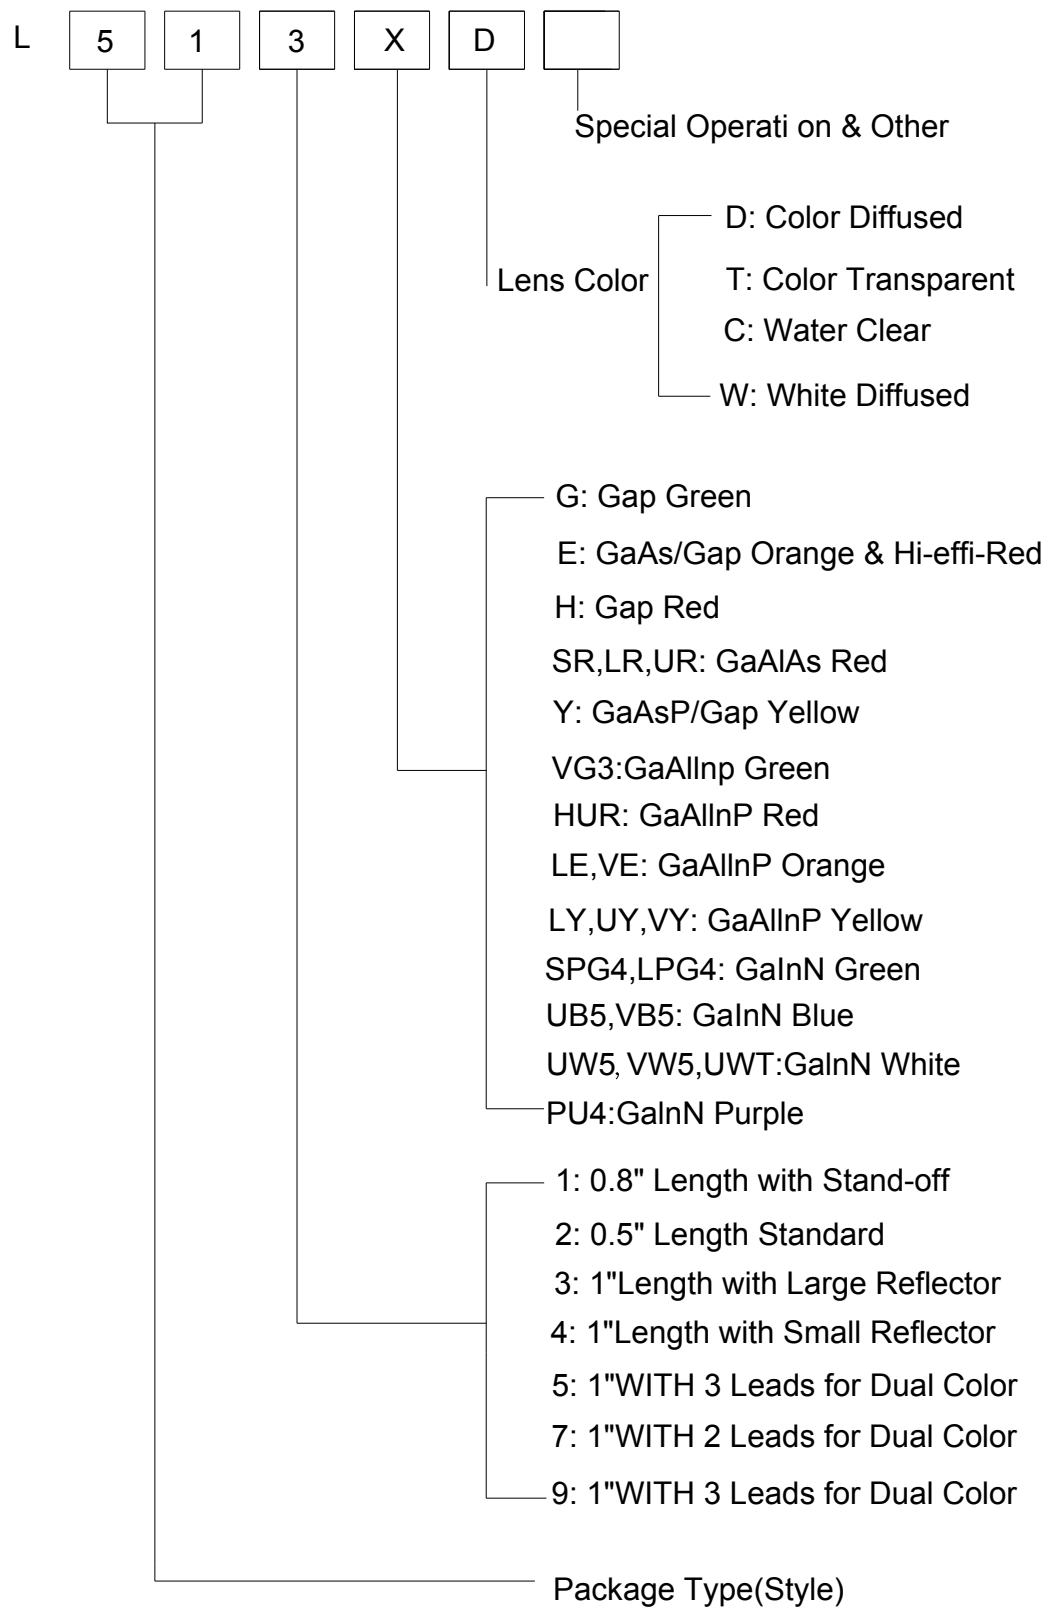 L 5 1 3 X D
Special Operati on & Other
D: Color Diffused
Lens Color
T: Color Transparent
C: Water Clear
W: White Diffused
G: Gap Green
E: GaAs/Gap Orange & Hi-effi-Red
H: Gap Red
SR,LR,UR: GaAlAs Red
Y: GaAsP/Gap Yellow
VG3:GaAllnp Green
HUR: GaAllnP Red
LE,VE: GaAllnP Orange
LY,UY,VY: GaAllnP Yellow
SPG4,LPG4: GaInN Green
UB5,VB5: GaInN Blue
UW5, VW5,UWT:GaInN White
PU4:GaInN Purple
1: 0.8" Length with Stand-off
2: 0.5" Length Standard
3: 1"Length with Large Reflector
4: 1"Length with Small Reflector
5: 1"WITH 3 Leads for Dual Color
7: 1"WITH 2 Leads for Dual Color
9: 1"WITH 3 Leads for Dual Color
Package Type(Style)